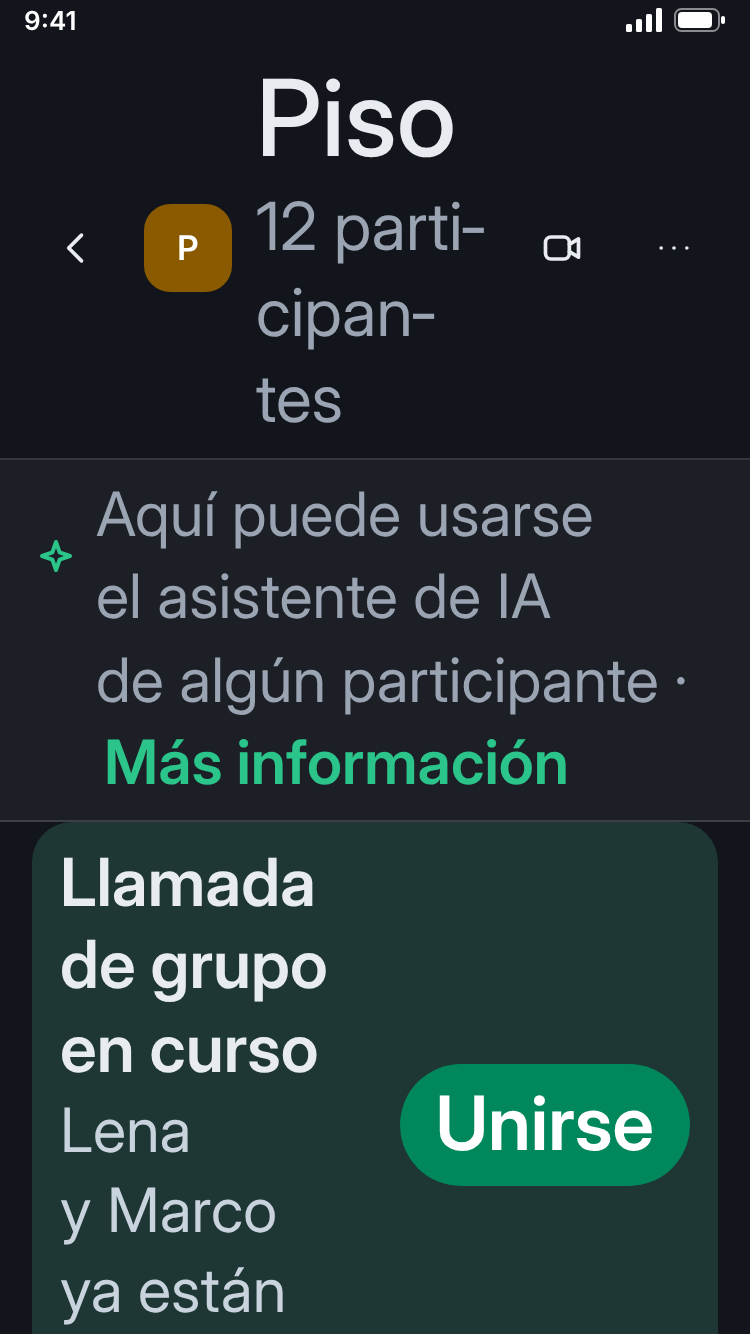 9:41
Piso
P
12 parti-
cipan-
tes
Aquí puede usarse
el asistente de IA
de algún participante ·
Más información
Llamada
de grupo
en curso
Lena
y Marco
ya están
Unirse